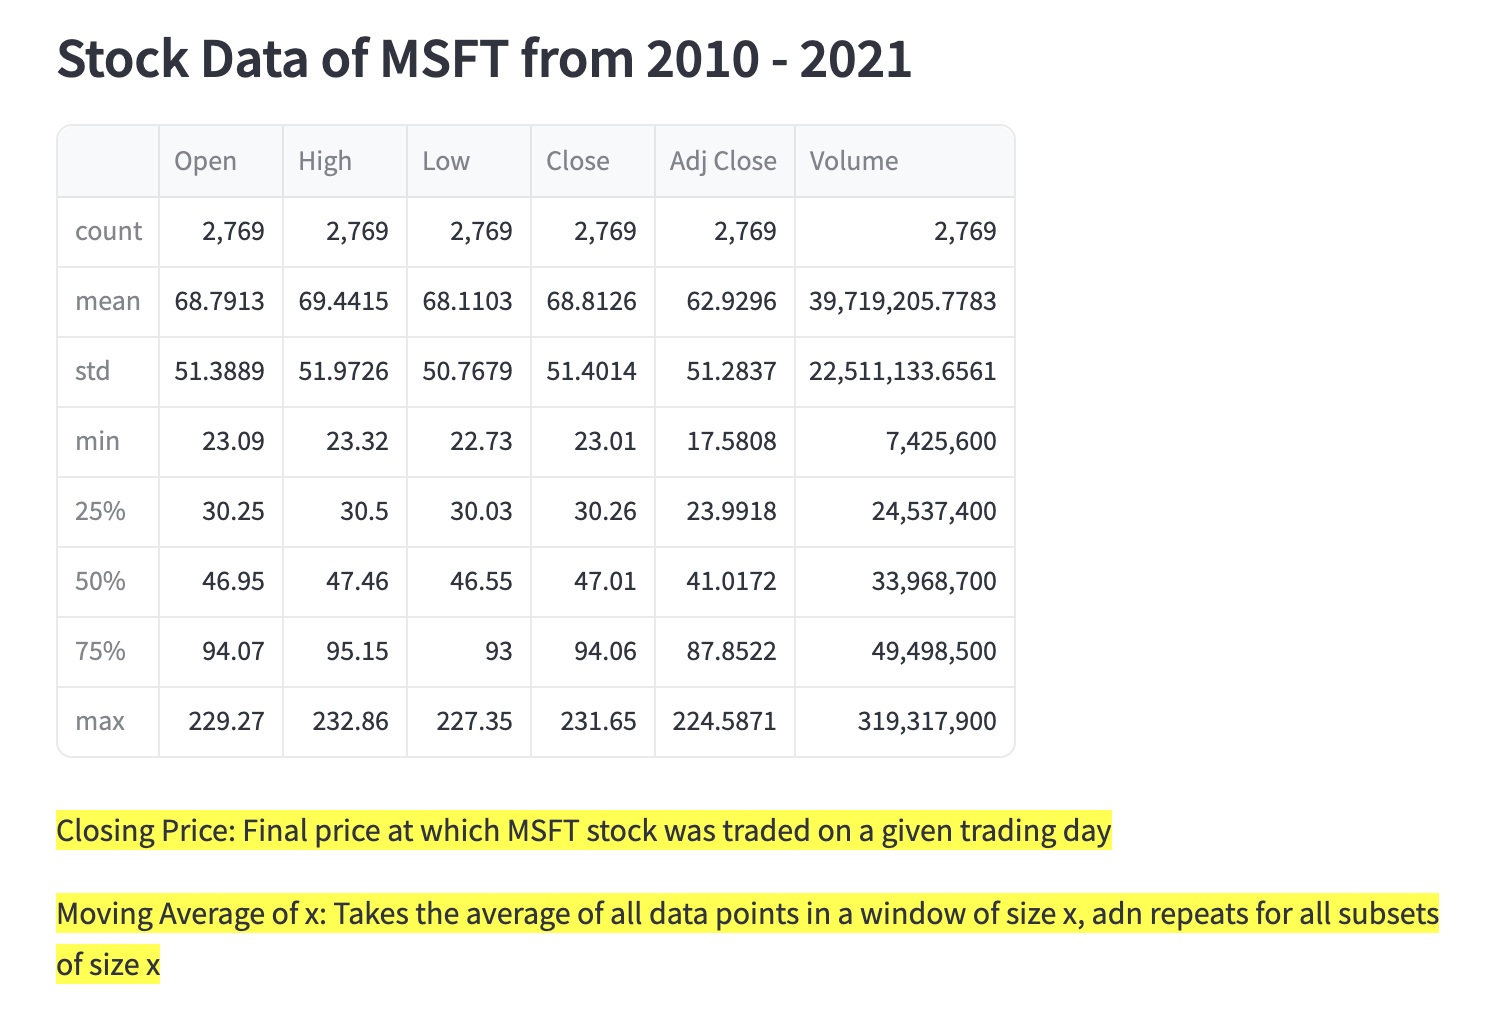 Stock Data of MSFT from 2010 - 2021
Open High Low Close Adj Close Volume
count 2,769 2,769 2,769 2,769 2,769 2,769
mean 68.7913 69.4415 68.1103 68.8126 62.9296 39,719,205.7783
std 51.3889 51.9726 50.7679 51.4014 51.2837 22,511,133.6561
min 23.09 23.32 22.73 23.01 17.5808 7,425,600
25% 30.25 30.5 30.03 30.26 23.9918 24,537,400
50% 46.95 47.46 46.55 47.01 41.0172 33,968,700
75% 94.07 95.15 93 94.06 87.8522 49,498,500
max 229.27 232.86 227.35 231.65 224.5871 319,317,900
Closing Price: Final price at which MSFT stock was traded on a given trading day
Moving Average of x: Takes the average of all data points in a window of size x, adn repeats for all subsets
of size x